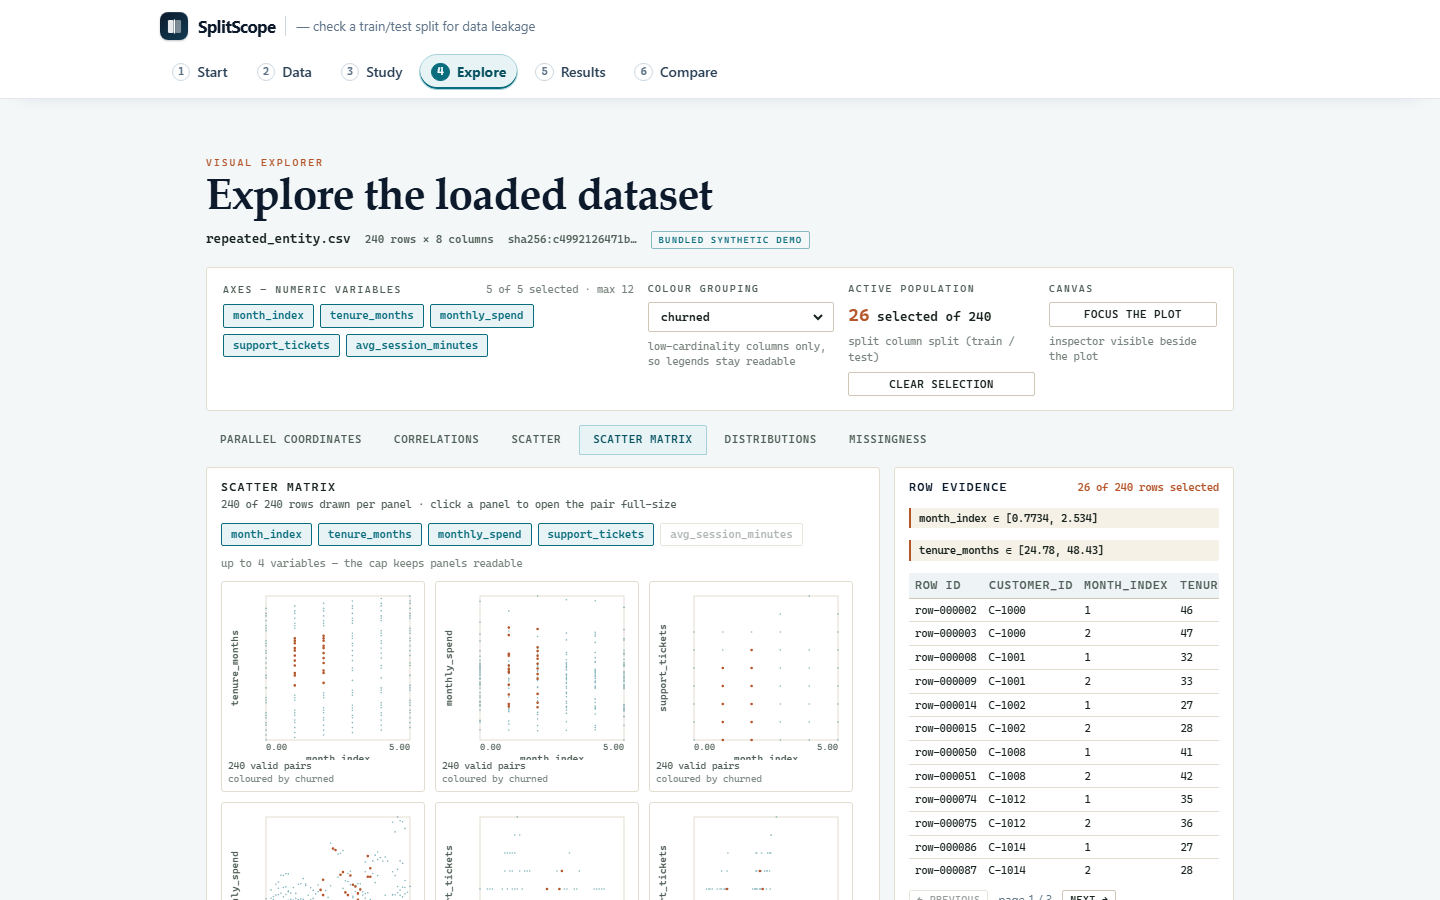 SplitScope — check a train/test split for data leakage
1 Start 2 Data 3 Study 4 Explore 5 Results 6 Compare
VISUAL EXPLORER
Explore the loaded dataset
repeated_entity.csv 240 rows × 8 columns sha256:c4992126471b… BUNDLED SYNTHETIC DEMO
AXES — NUMERIC VARIABLES 5 of 5 selected · max 12
month_index tenure_months monthly_spend
support_tickets avg_session_minutes
COLOUR GROUPING
churned
low-cardinality columns only,
so legends stay readable
ACTIVE POPULATION
26 selected of 240
split column split (train /
test)
CLEAR SELECTION
CANVAS
FOCUS THE PLOT
inspector visible beside
the plot
PARALLEL COORDINATES CORRELATIONS SCATTER SCATTER MATRIX DISTRIBUTIONS MISSINGNESS
SCATTER MATRIX
240 of 240 rows drawn per panel · click a panel to open the pair full-size
month_index tenure_months monthly_spend support_tickets avg_session_minutes
up to 4 variables — the cap keeps panels readable
tenure_months
0.00 5.00
month_index
240 valid pairs
coloured by churned
monthly_spend
0.00 5.00
month_index
240 valid pairs
coloured by churned
support_tickets
0.00 5.00
month_index
240 valid pairs
coloured by churned
ly_spend
t_tickets
t_tickets
ROW EVIDENCE 26 of 240 rows selected
month_index ∈ [0.7734, 2.534]
tenure_months ∈ [24.78, 48.43]
ROW ID CUSTOMER_ID MONTH_INDEX TENUR
row-000002 C-1000 1 46
row-000003 C-1000 2 47
row-000008 C-1001 1 32
row-000009 C-1001 2 33
row-000014 C-1002 1 27
row-000015 C-1002 2 28
row-000050 C-1008 1 41
row-000051 C-1008 2 42
row-000074 C-1012 1 35
row-000075 C-1012 2 36
row-000086 C-1014 1 27
row-000087 C-1014 2 28
← PREVIOUS page 1 / 3 NEXT →